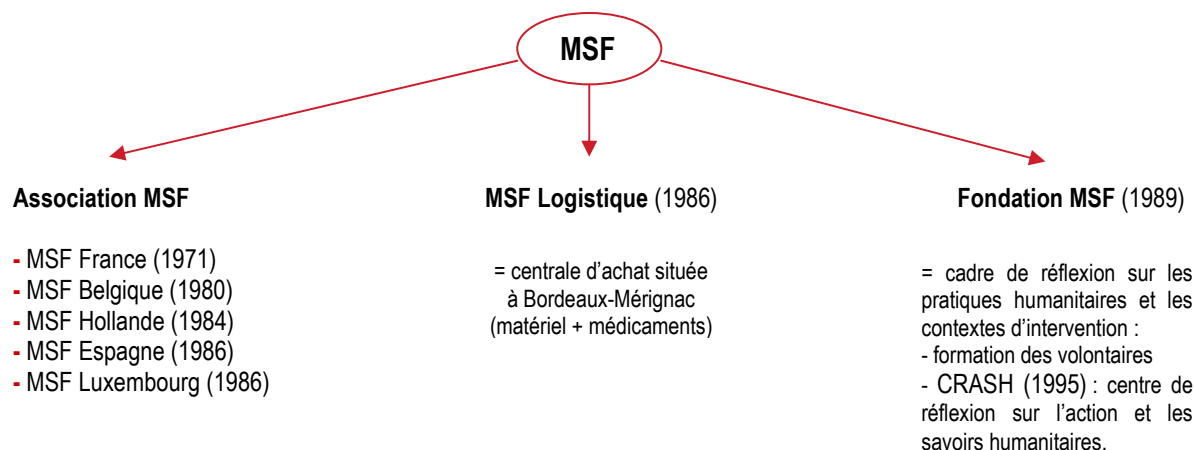 MSF
Association MSF
- MSF France (1971)
- MSF Belgique (1980)
- MSF Hollande (1984)
- MSF Espagne (1986)
- MSF Luxembourg (1986)
MSF Logistique (1986)
= centrale d’achat située
à Bordeaux-Mérignac
(matériel + médicaments)
Fondation MSF (1989)
= cadre de réflexion sur les
pratiques humanitaires et les
contextes d’intervention :
- formation des volontaires
- CRASH (1995) : centre de
réflexion sur l’action et les
savoirs humanitaires.